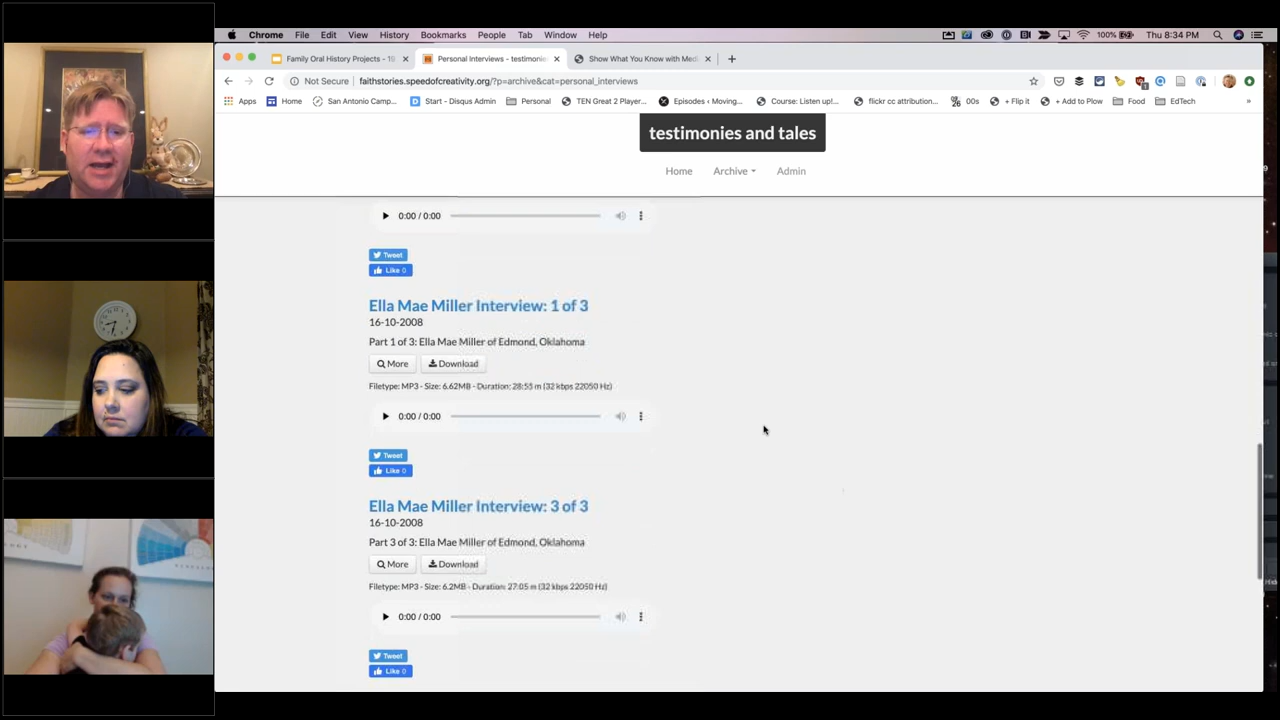 Chrome File Edit View History Bookmarks People Tab Window Help 100% Thu 8:34 PM
Family Oral History Projects - 19 Personal Interviews - testimonie Show What You Know with Med
Not Secure faithstories.speedofcreativity.org/?p=archive&cat=personal_interviews
Apps Home San Antonio Camp... Start - Disqus Admin Personal TEN Great 2 Player... Episodes ‹ Moving... Course: Listen up!... flickr cc attribution... 00s + Flip it + Add to Plow Food EdTech »
testimonies and tales
Home Archive Admin
0:00 / 0:00
Tweet
Like 0
Ella Mae Miller Interview: 1 of 3
16-10-2008
Part 1 of 3: Ella Mae Miller of Edmond, Oklahoma
More Download
Filetype: MP3 - Size: 6.62MB - Duration: 28:55 m (32 kbps 22050 Hz)
0:00 / 0:00
Tweet
Like 0
Ella Mae Miller Interview: 3 of 3
16-10-2008
Part 3 of 3: Ella Mae Miller of Edmond, Oklahoma
More Download
Filetype: MP3 - Size: 6.2MB - Duration: 27:05 m (32 kbps 22050 Hz)
0:00 / 0:00
Tweet
Like 0